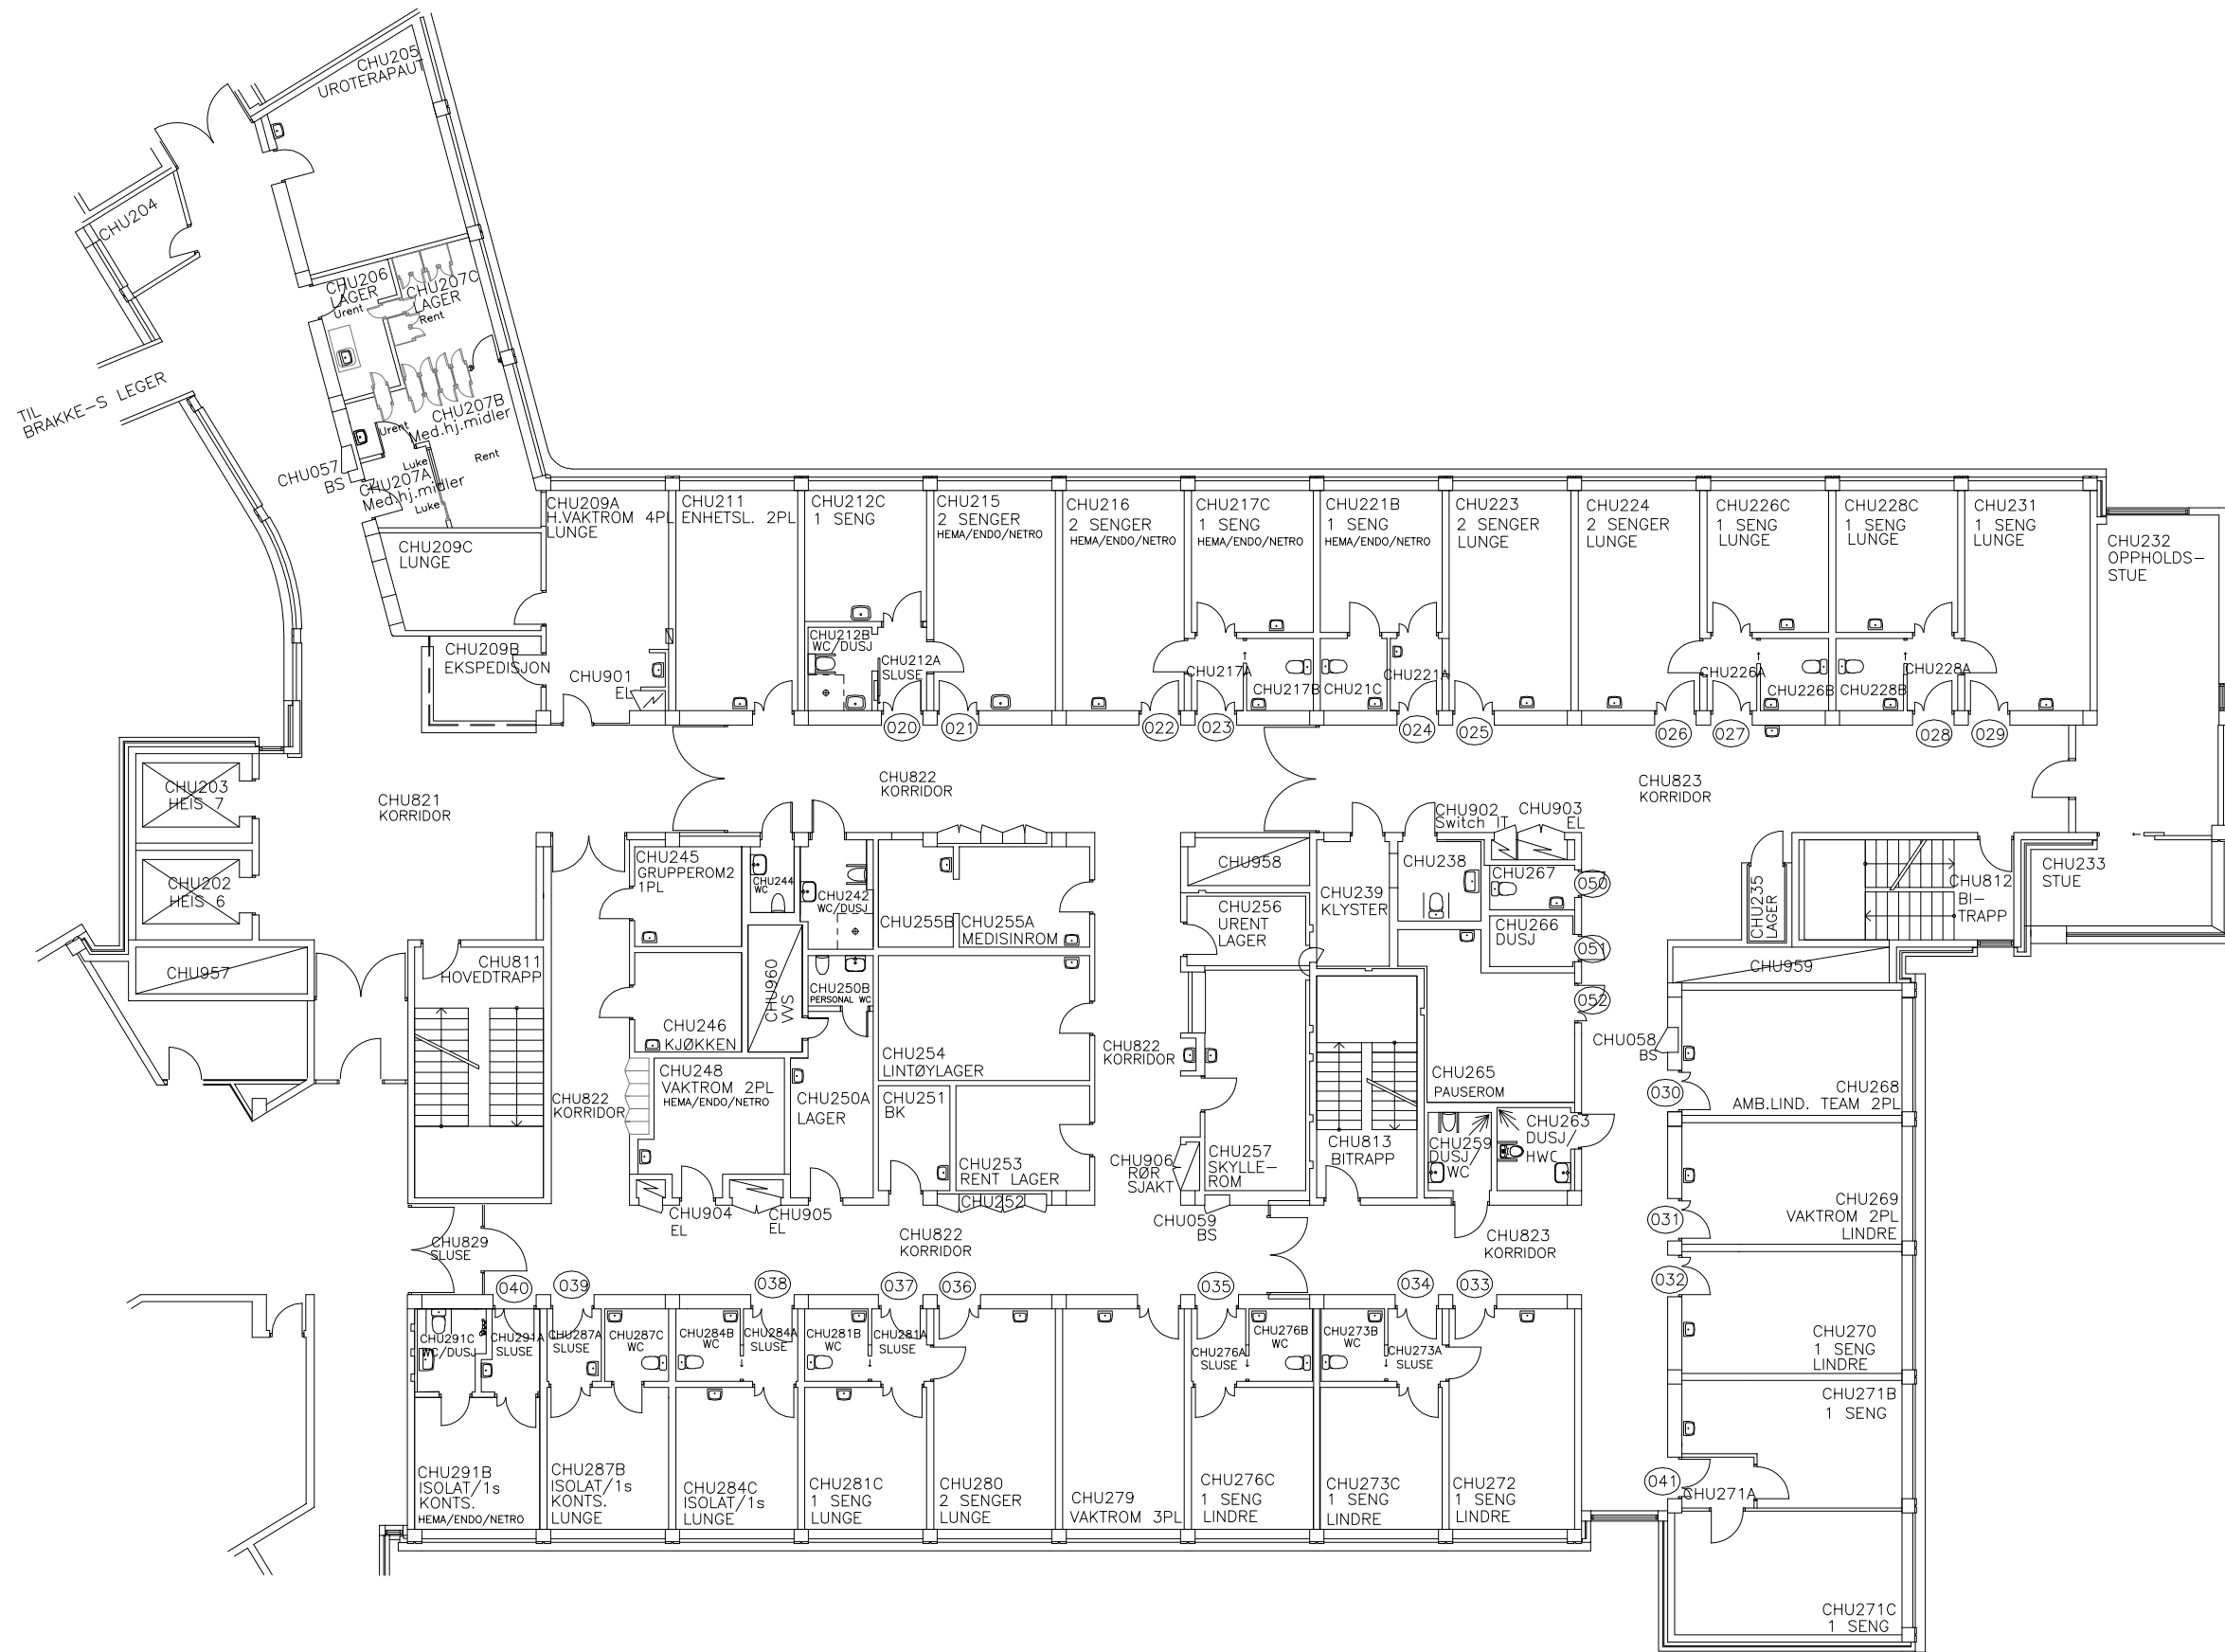 CHU205
UROTERAPAUT
CHU204
CHU206
LAGER
Urent
CHU207C
LAGER
Rent
TIL
BRAKKE-S LEGER
CHU207B
Med.hj.midler
Urent
Rent
CHU057
BS
Luke
CHU207A
Med.hj.midler
Luke
CHU209A
H.VAKTROM 4PL
LUNGE
CHU211
ENHETSL. 2PL
CHU212C
1 SENG
CHU215
2 SENGER
HEMA/ENDO/NETRO
CHU216
2 SENGER
HEMA/ENDO/NETRO
CHU217C
1 SENG
HEMA/ENDO/NETRO
CHU221B
1 SENG
HEMA/ENDO/NETRO
CHU223
2 SENGER
LUNGE
CHU224
2 SENGER
LUNGE
CHU226C
1 SENG
LUNGE
CHU228C
1 SENG
LUNGE
CHU231
1 SENG
LUNGE
CHU232
OPPHOLDS-
STUE
CHU209C
LUNGE
CHU209B
EKSPEDISJON
CHU901
EL
CHU212B
WC/DUSJ
CHU212A
SLUSE
CHU217A
CHU217B
CHU21C
CHU221A
CHU226A
CHU226B
CHU228A
CHU228B
020
021
022
023
024
025
026
027
028
029
CHU203
HEIS 7
CHU821
KORRIDOR
CHU822
KORRIDOR
CHU823
KORRIDOR
CHU902
Switch IT
CHU903
EL
CHU202
HEIS 6
CHU245
GRUPPEROM2
1PL
CHU244
WC
CHU242
WC/DUSJ
CHU255B
CHU255A
MEDISINROM
CHU958
CHU238
CHU239
KLYSTER
CHU267
050
CHU256
URENT
LAGER
CHU266
DUSJ
051
CHU235
LAGER
CHU812
BI-
TRAPP
CHU233
STUE
CHU957
CHU811
HOVEDTRAPP
CHU960
VVS
CHU250B
PERSONAL WC
CHU959
052
CHU246
KJØKKEN
CHU254
LINTØYLAGER
CHU822
KORRIDOR
CHU058
BS
CHU248
VAKTROM 2PL
HEMA/ENDO/NETRO
CHU822
KORRIDOR
CHU250A
LAGER
CHU251
BK
CHU265
PAUSEROM
CHU268
AMB.LIND. TEAM 2PL
030
CHU253
RENT LAGER
CHU252
CHU906
RØR
SJAKT
CHU257
SKYLLE-
ROM
CHU813
BITRAPP
CHU259
DUSJ
WC
CHU263
DUSJ/
HWC
CHU269
VAKTROM 2PL
LINDRE
031
CHU904
EL
CHU905
EL
CHU059
BS
CHU829
SLUSE
CHU822
KORRIDOR
CHU823
KORRIDOR
032
040
039
038
037
036
035
034
033
CHU270
1 SENG
LINDRE
CHU291C
WC/DUSJ
CHU291A
SLUSE
CHU287A
SLUSE
CHU287C
WC
CHU284B
WC
CHU284A
SLUSE
CHU281B
WC
CHU281A
SLUSE
CHU276A
SLUSE
CHU276B
WC
CHU273B
WC
CHU273A
SLUSE
CHU271B
1 SENG
041
CHU271A
CHU291B
ISOLAT/1s
KONTS.
HEMA/ENDO/NETRO
CHU287B
ISOLAT/1s
KONTS.
LUNGE
CHU284C
ISOLAT/1s
LUNGE
CHU281C
1 SENG
LUNGE
CHU280
2 SENGER
LUNGE
CHU279
VAKTROM 3PL
CHU276C
1 SENG
LINDRE
CHU273C
1 SENG
LINDRE
CHU272
1 SENG
LINDRE
CHU271C
1 SENG